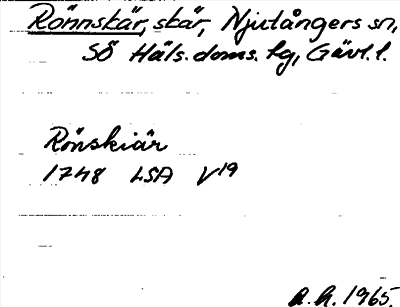 Rönnskär, skär, Njutångers sn,
SÖ Häls. doms. hg, Gävl. l.
Rönskiär
1748 LSA V19
A. h. 1965.